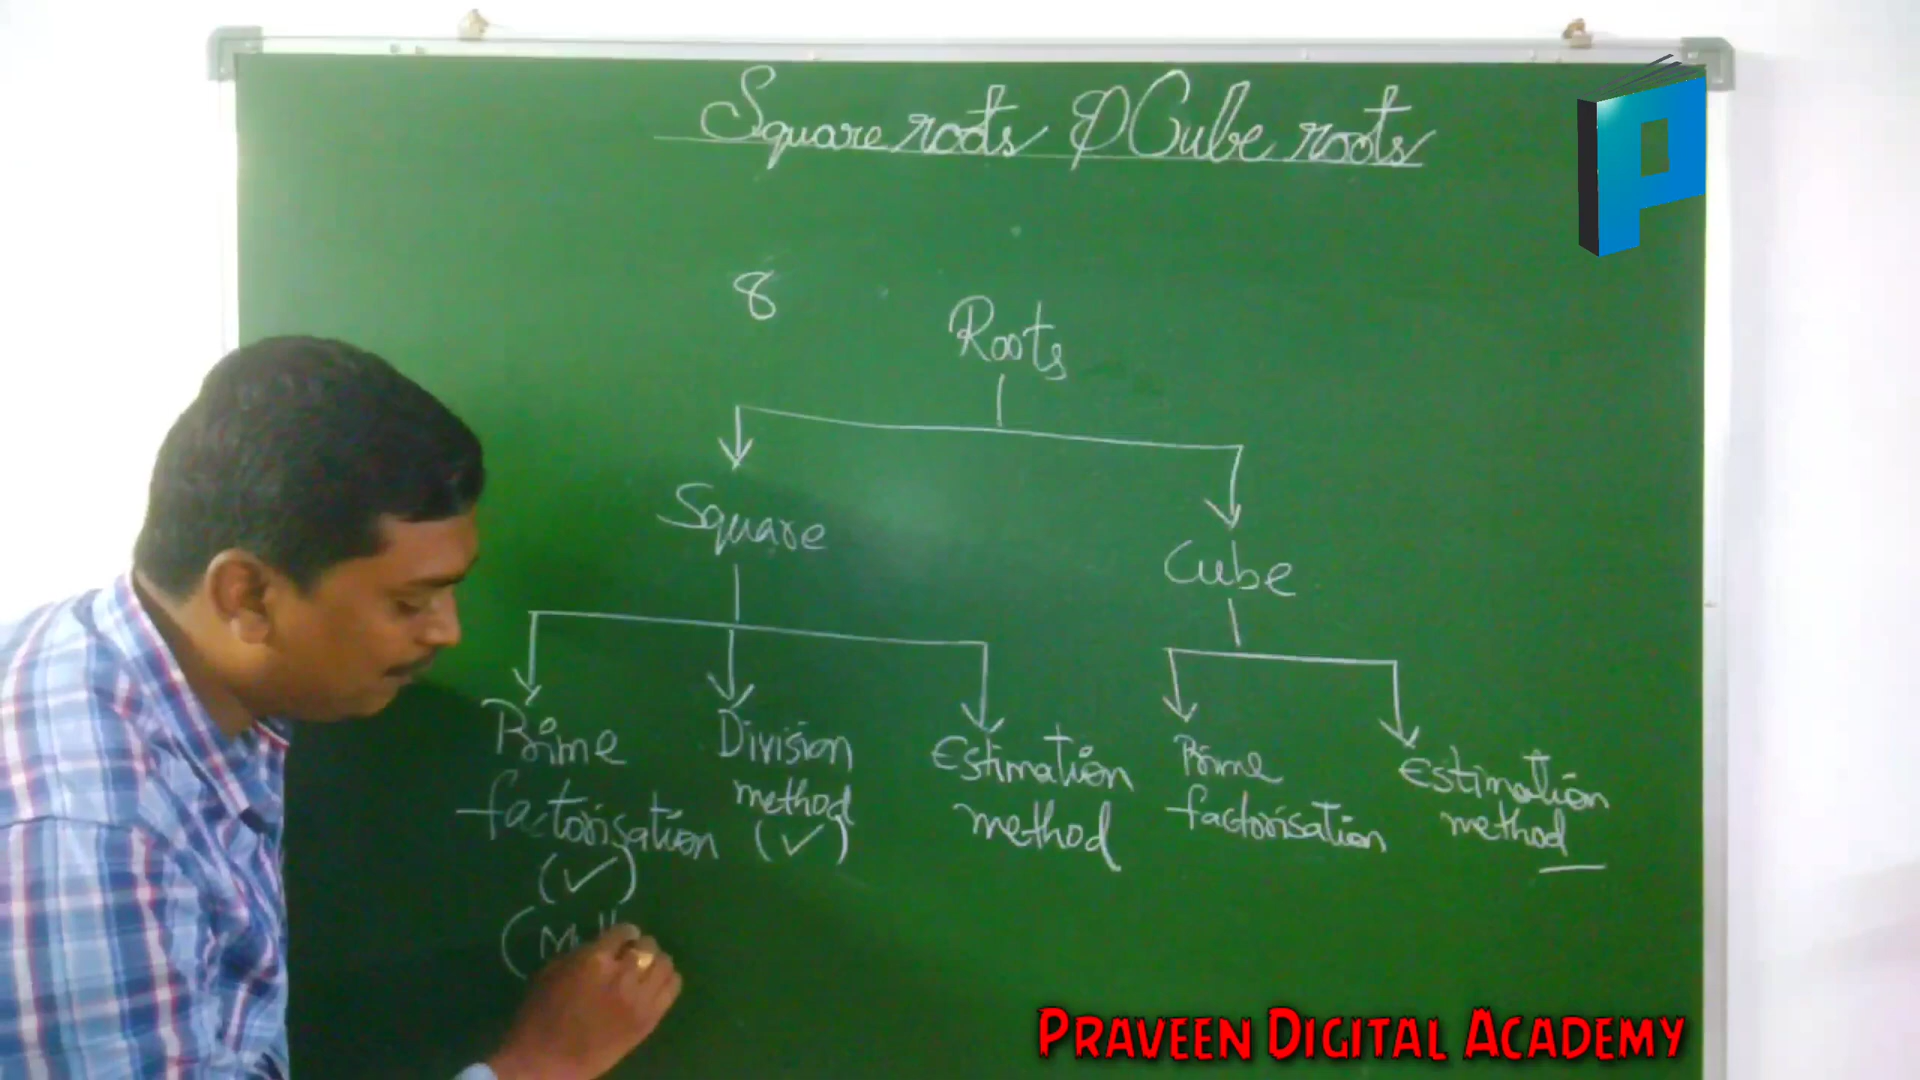 Square roots & Cube roots
8
Roots
Square
Cube
Prime factorisation
(✓)
Division method
(✓)
Estimation method
Prime factorisation
Estimation method
PRAVEEN DIGITAL ACADEMY